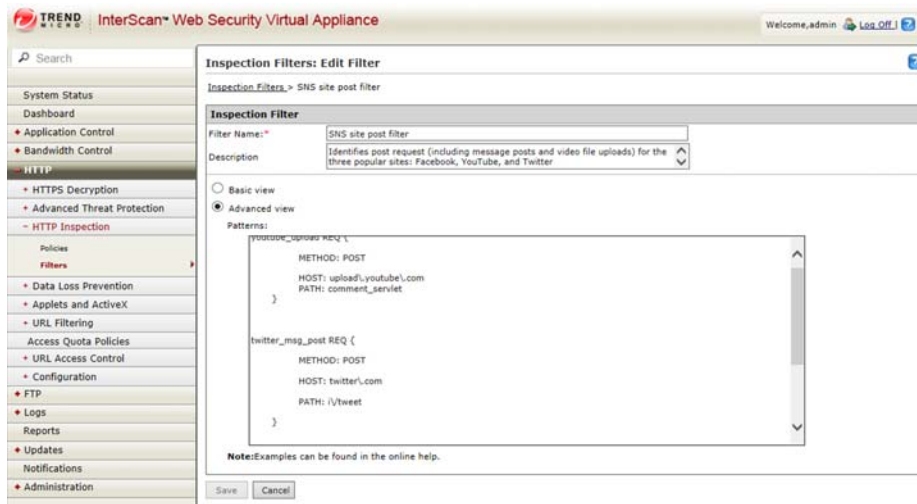 TREND MICRO InterScan™ Web Security Virtual Appliance
Welcome,admin Log Off | ?
Search
System Status
Dashboard
Application Control
Bandwidth Control
HTTP
+ HTTPS Decryption
+ Advanced Threat Protection
- HTTP Inspection
Policies
Filters
+ Data Loss Prevention
+ Applets and ActiveX
+ URL Filtering
Access Quota Policies
+ URL Access Control
+ Configuration
FTP
Logs
Reports
Updates
Notifications
Administration
Inspection Filters: Edit Filter
Inspection Filters > SNS site post filter
Inspection Filter
Filter Name:* SNS site post filter
Description Identifies post request (including message posts and video file uploads) for the
three popular sites: Facebook, YouTube, and Twitter
Basic view
Advanced view
Patterns:
youtube_upload REQ {
METHOD: POST
HOST: upload\.youtube\.com
PATH: comment_servlet
}
twitter_msg_post REQ {
METHOD: POST
HOST: twitter\.com
PATH: i\/tweet
}
Note:Examples can be found in the online help.
Save Cancel